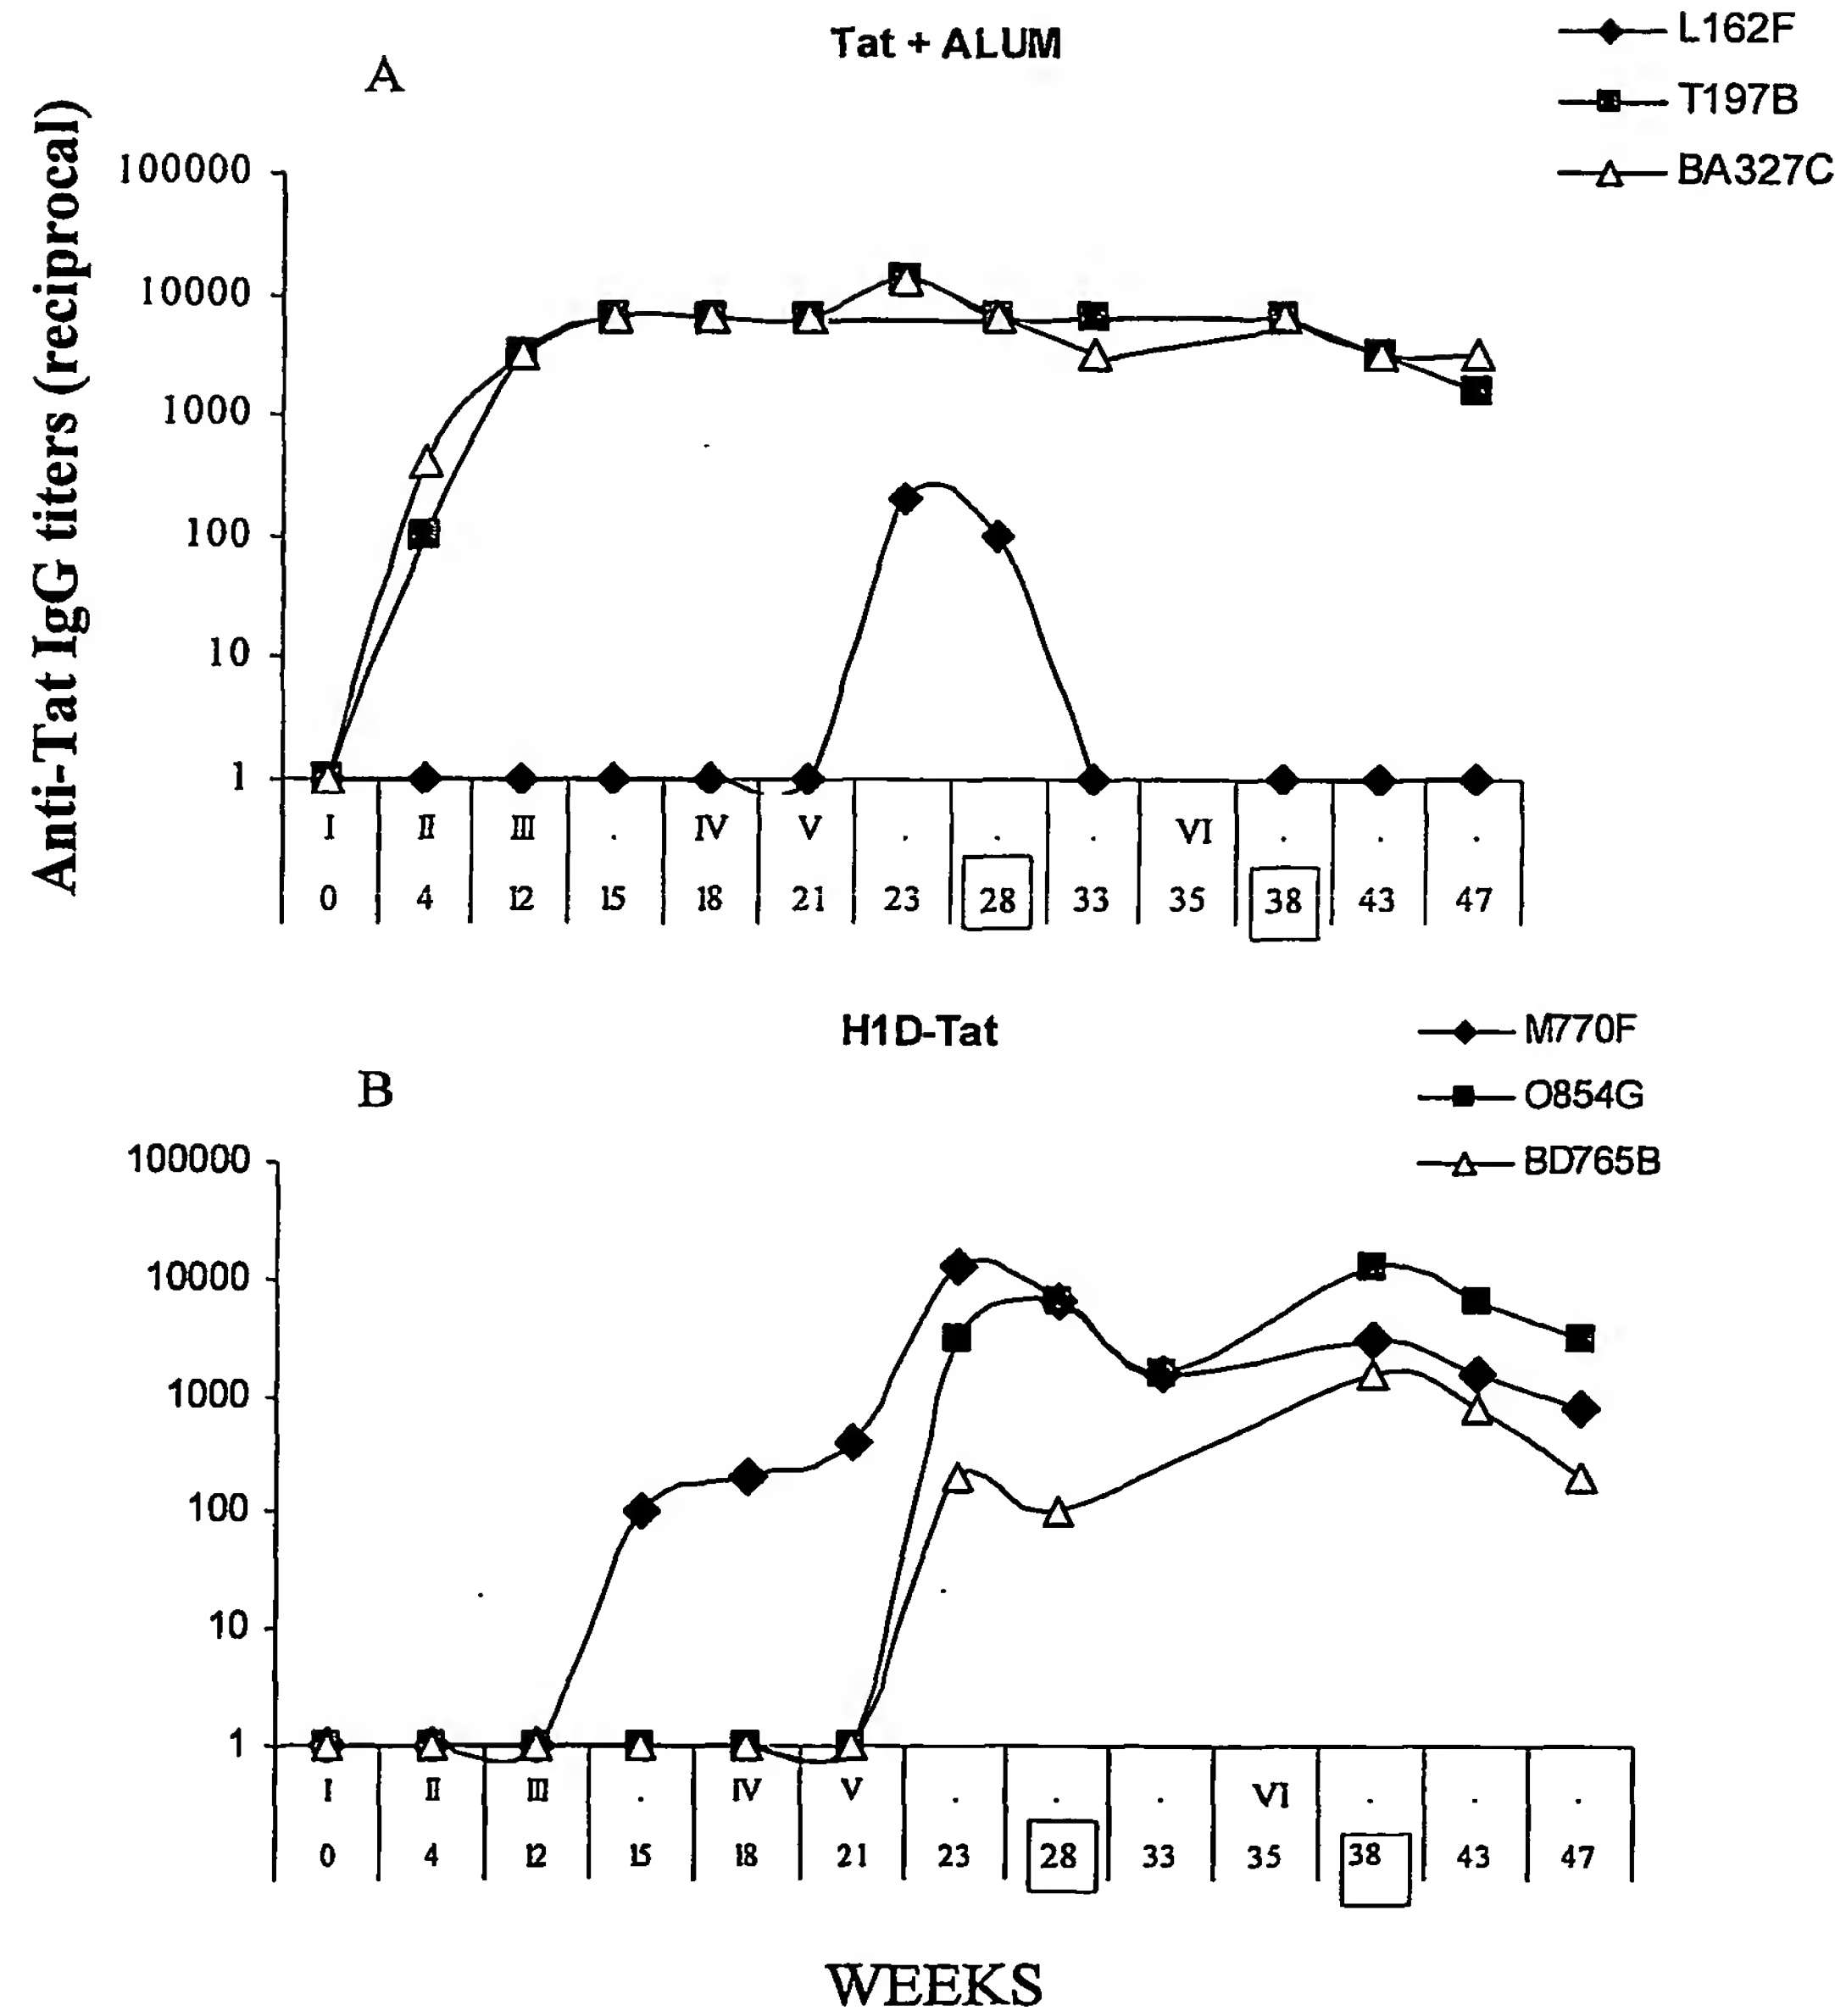 Tat + ALUM
A
L162F
T197B
BA327C
Anti-Tat IgG titers (reciprocal)
100000
10000
1000
100
10
1
I II III . IV V . . . VI . . .
0 4 12 15 18 21 23 28 33 35 38 43 47
H1D-Tat
B
M770F
O854G
BD765B
100000
10000
1000
100
10
1
I II III . IV V . . . VI . . .
0 4 12 15 18 21 23 28 33 35 38 43 47
WEEKS